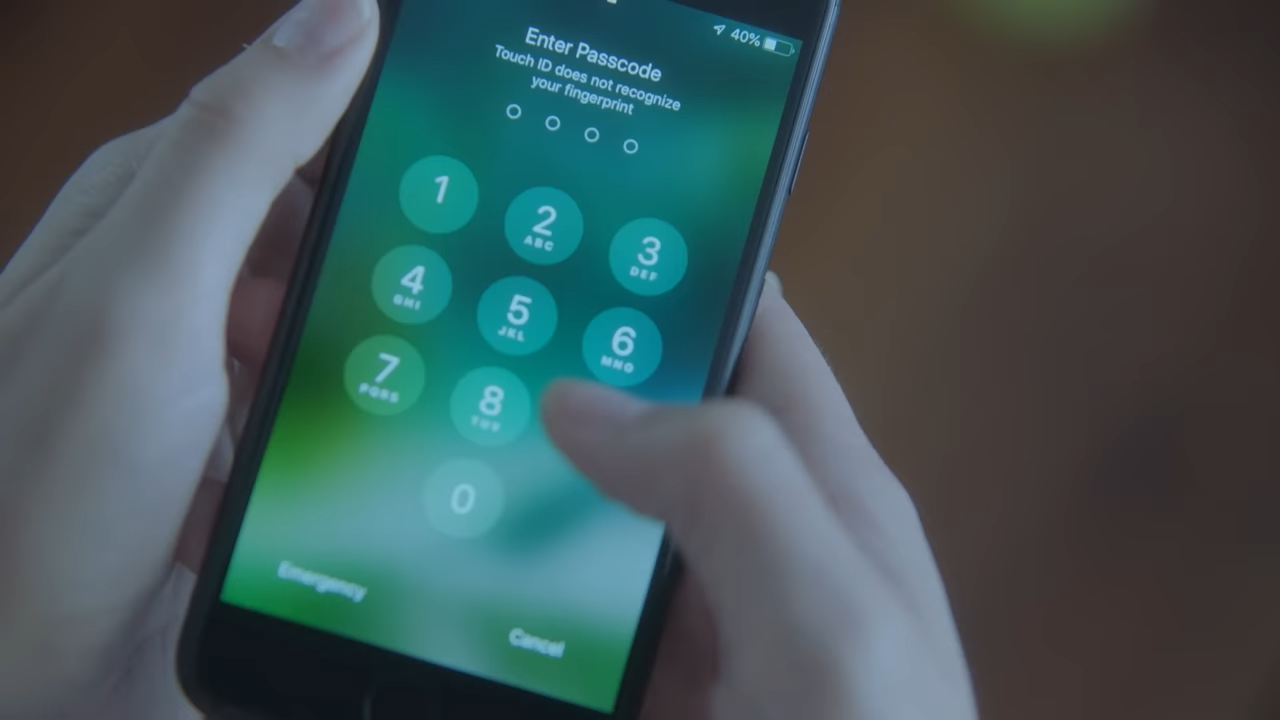 40%
Enter Passcode
Touch ID does not recognize
your fingerprint
1
2
ABC
3
DEF
4
GHI
5
JKL
6
MNO
7
PQRS
8
TUV
0
Emergency
Cancel